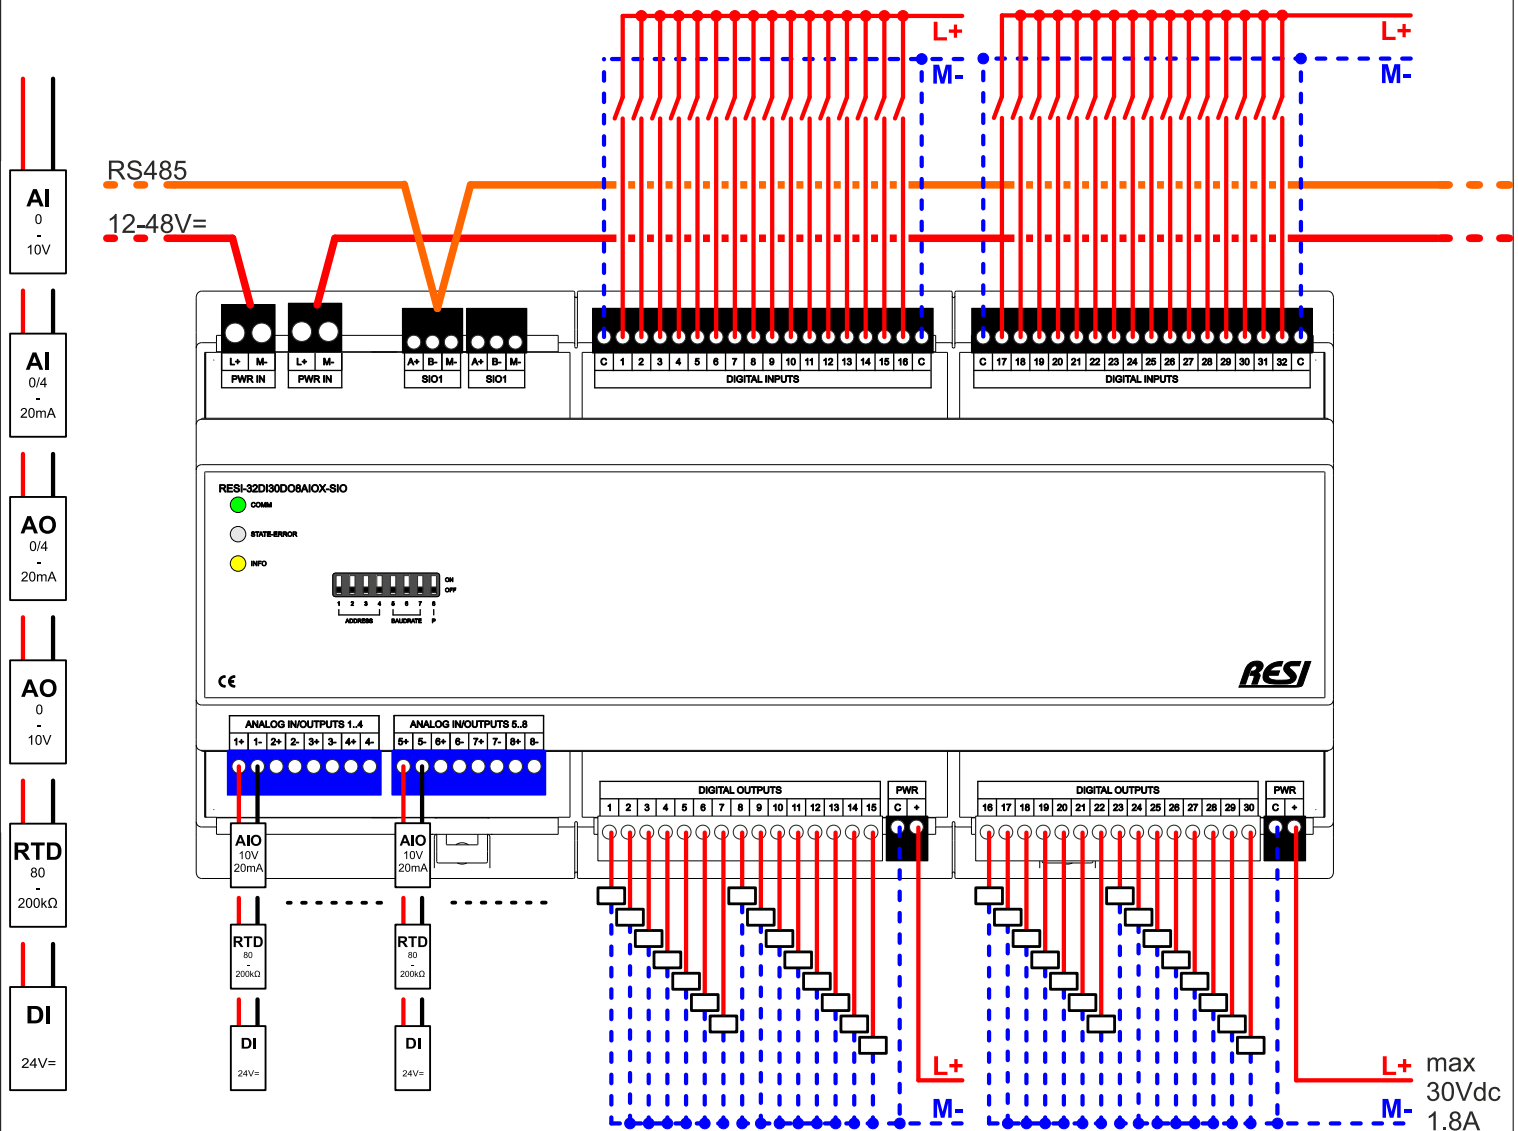 L+
M-
L+
M-
RS485
12-48V=
AI
0
-
10V
AI
0/4
-
20mA
AO
0/4
-
20mA
AO
0
-
10V
RTD
80
-
200kΩ
DI
24V=
L+ M- L+ M- A+ B- M- A+ B- M-
PWR IN PWR IN SIO1 SIO1
C 1 2 3 4 5 6 7 8 9 10 11 12 13 14 15 16 C
DIGITAL INPUTS
C 17 18 19 20 21 22 23 24 25 26 27 28 29 30 31 32 C
DIGITAL INPUTS
RESI-32DI30DO8AIOX-SIO
COMM
STATE-ERROR
INFO
ON
OFF
1 2 3 4 5 6 7 8
ADDRESS BAUDRATE P
CE
RESI
ANALOG IN/OUTPUTS 1..4
1+ 1- 2+ 2- 3+ 3- 4+ 4-
ANALOG IN/OUTPUTS 5..8
5+ 5- 6+ 6- 7+ 7- 8+ 8-
DIGITAL OUTPUTS PWR
1 2 3 4 5 6 7 8 9 10 11 12 13 14 15 C +
DIGITAL OUTPUTS PWR
16 17 18 19 20 21 22 23 24 25 26 27 28 29 30 C +
AIO
10V
20mA
AIO
10V
20mA
RTD
80
-
200kΩ
RTD
80
-
200kΩ
DI
24V=
DI
24V=
L+
M-
L+
M-
max
30Vdc
1.8A